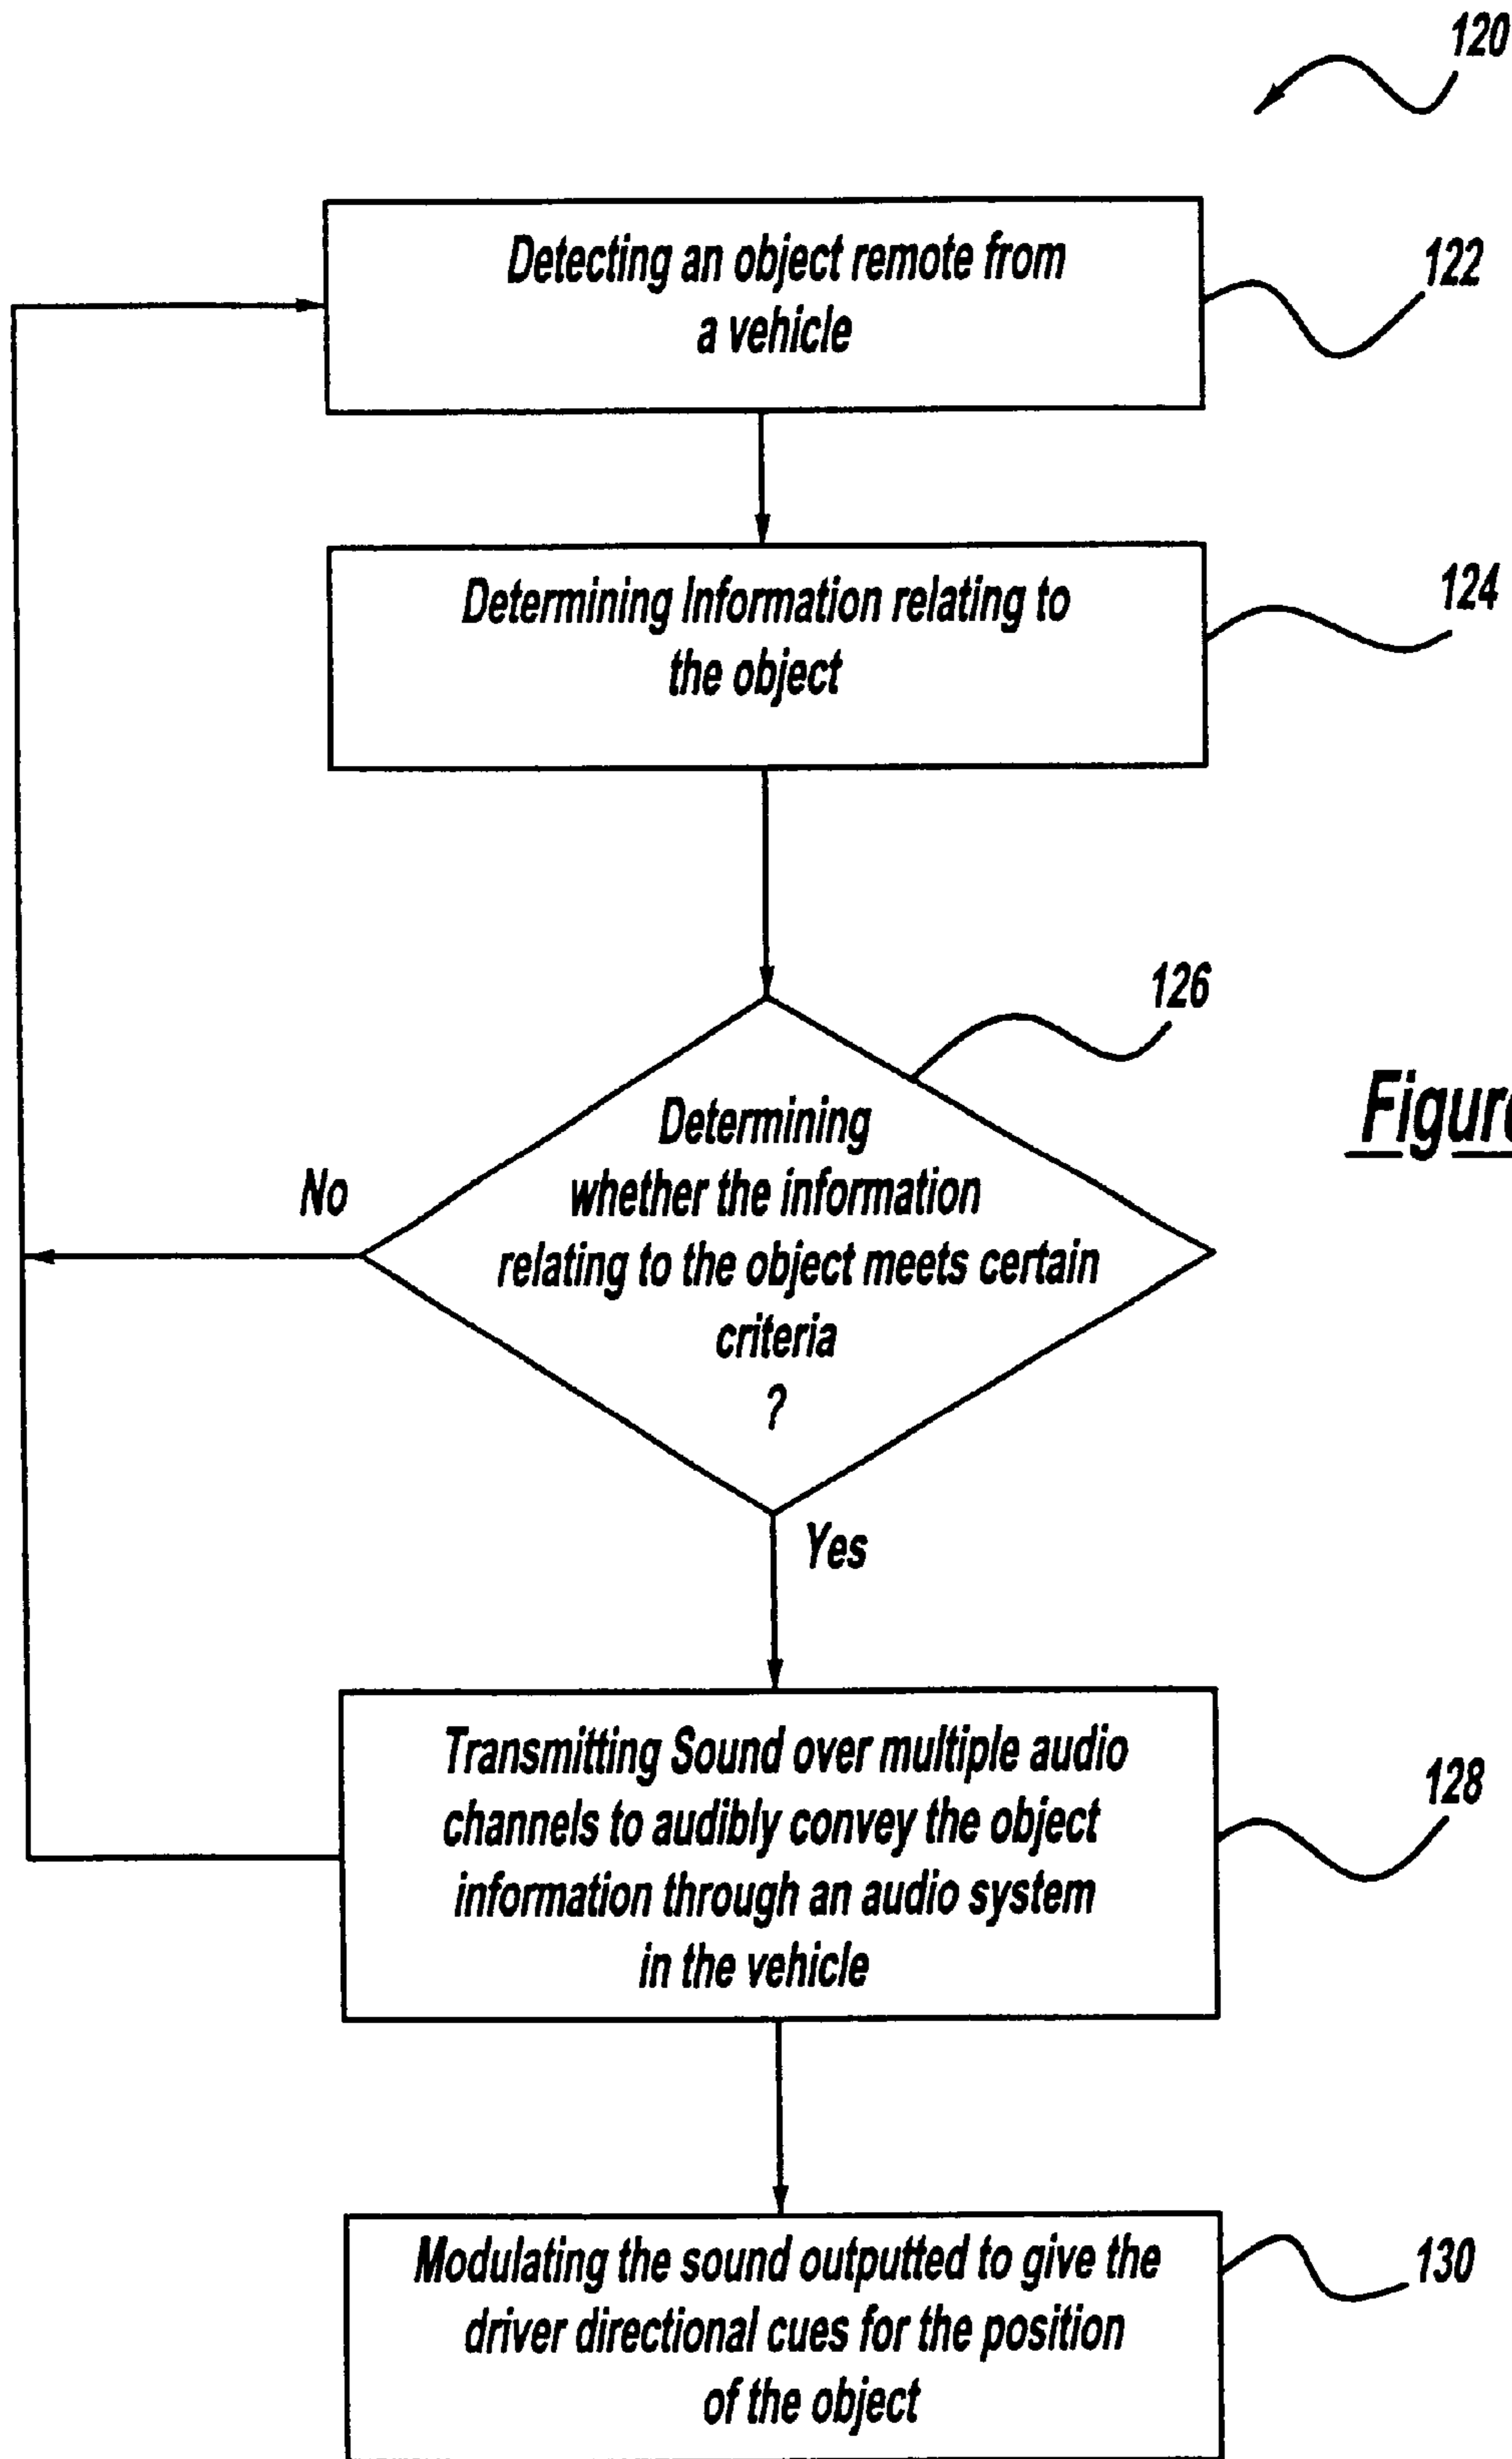 120
Detecting an object remote from
a vehicle
122
Determining Information relating to
the object
124
126
Determining
whether the information
relating to the object meets certain
criteria
?
No
Figure
Yes
Transmitting Sound over multiple audio
channels to audibly convey the object
information through an audio system
in the vehicle
128
Modulating the sound outputted to give the
driver directional cues for the position
of the object
130